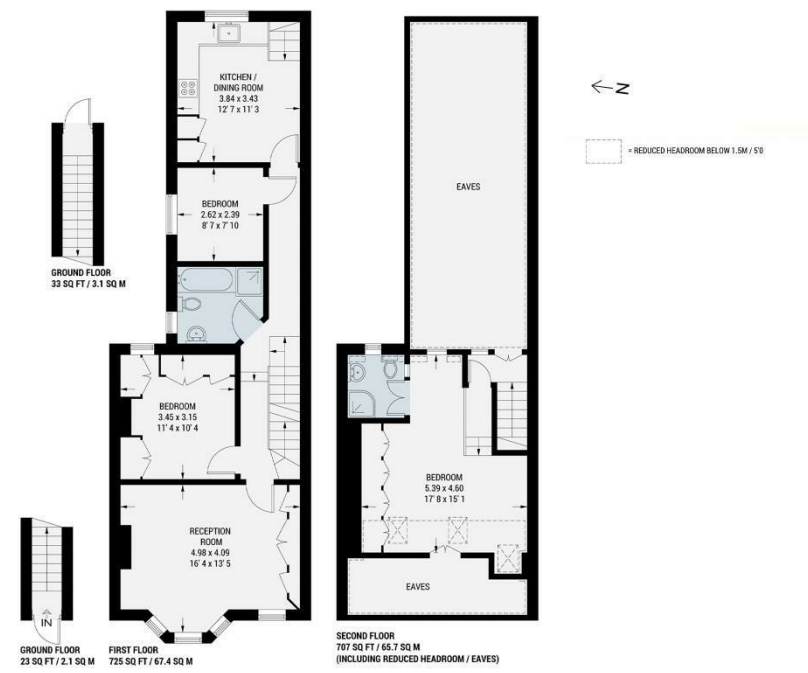 KITCHEN /
DINING ROOM
3.84 x 3.43
12' 7 x 11' 3
N
= REDUCED HEADROOM BELOW 1.5M / 5'0
BEDROOM
2.62 x 2.39
8' 7 x 7' 10
EAVES
GROUND FLOOR
33 SQ FT / 3.1 SQ M
BEDROOM
3.45 x 3.15
11' 4 x 10' 4
BEDROOM
5.39 x 4.60
17' 8 x 15' 1
RECEPTION
ROOM
4.98 x 4.09
16' 4 x 13' 5
EAVES
IN
GROUND FLOOR
23 SQ FT / 2.1 SQ M
FIRST FLOOR
725 SQ FT / 67.4 SQ M
SECOND FLOOR
707 SQ FT / 65.7 SQ M
(INCLUDING REDUCED HEADROOM / EAVES)